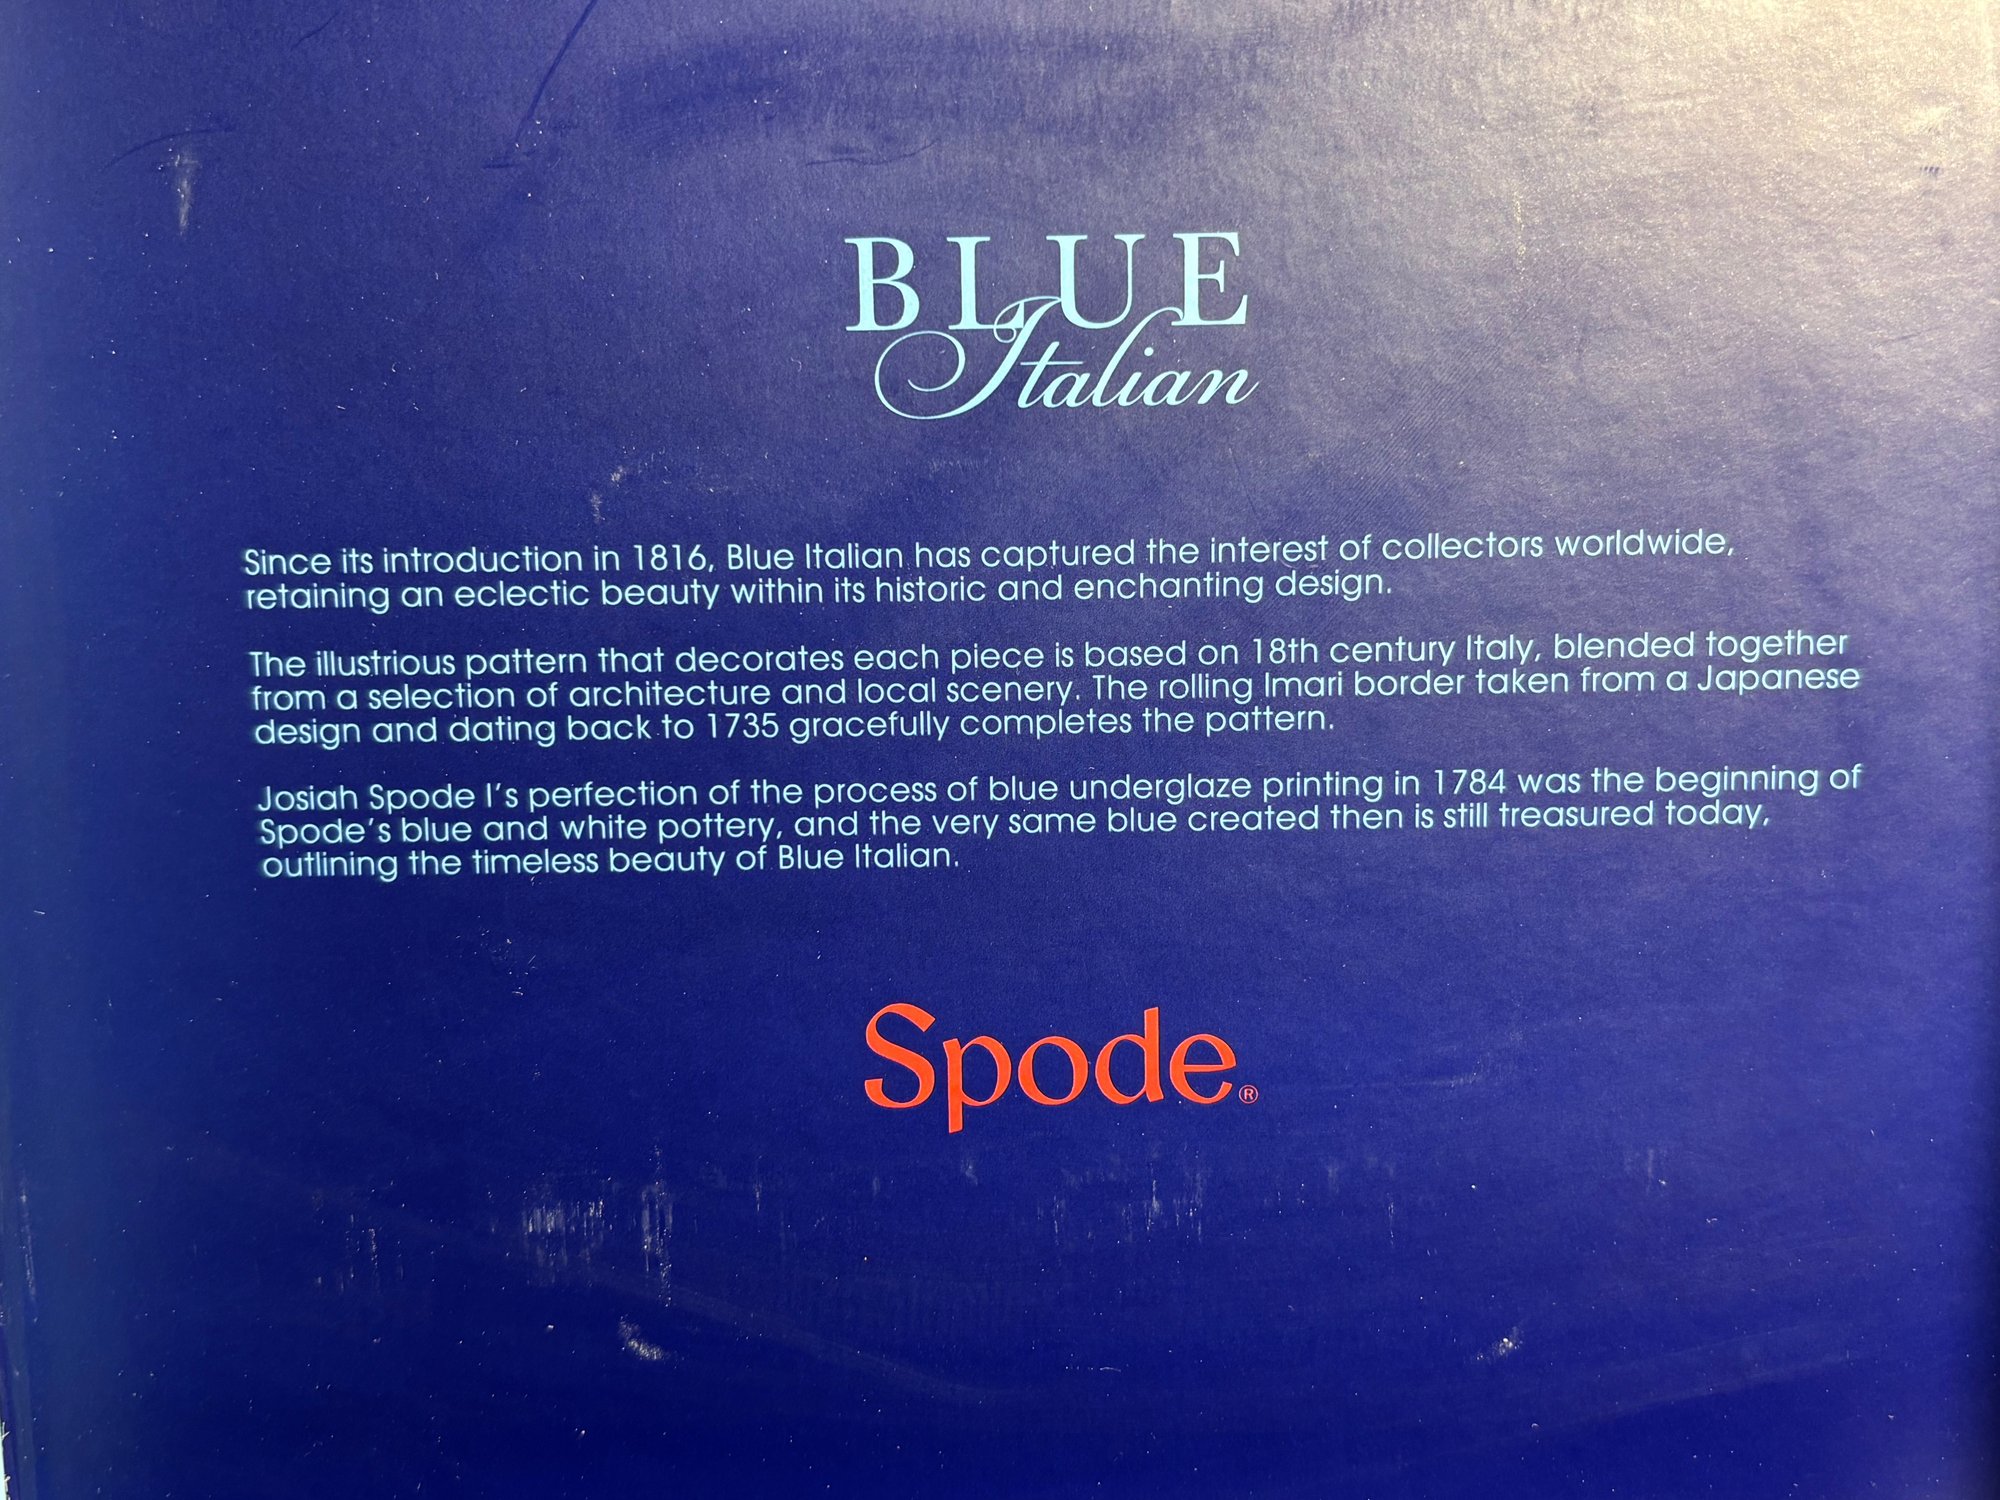 BLUE
Italian
Since its introduction in 1816, Blue Italian has captured the interest of collectors worldwide,
retaining an eclectic beauty within its historic and enchanting design.
The illustrious pattern that decorates each piece is based on 18th century Italy, blended together
from a selection of architecture and local scenery. The rolling Imari border taken from a Japanese
design and dating back to 1735 gracefully completes the pattern.
Josiah Spode I's perfection of the process of blue underglaze printing in 1784 was the beginning of
Spode's blue and white pottery, and the very same blue created then is still treasured today,
outlining the timeless beauty of Blue Italian.
Spode®